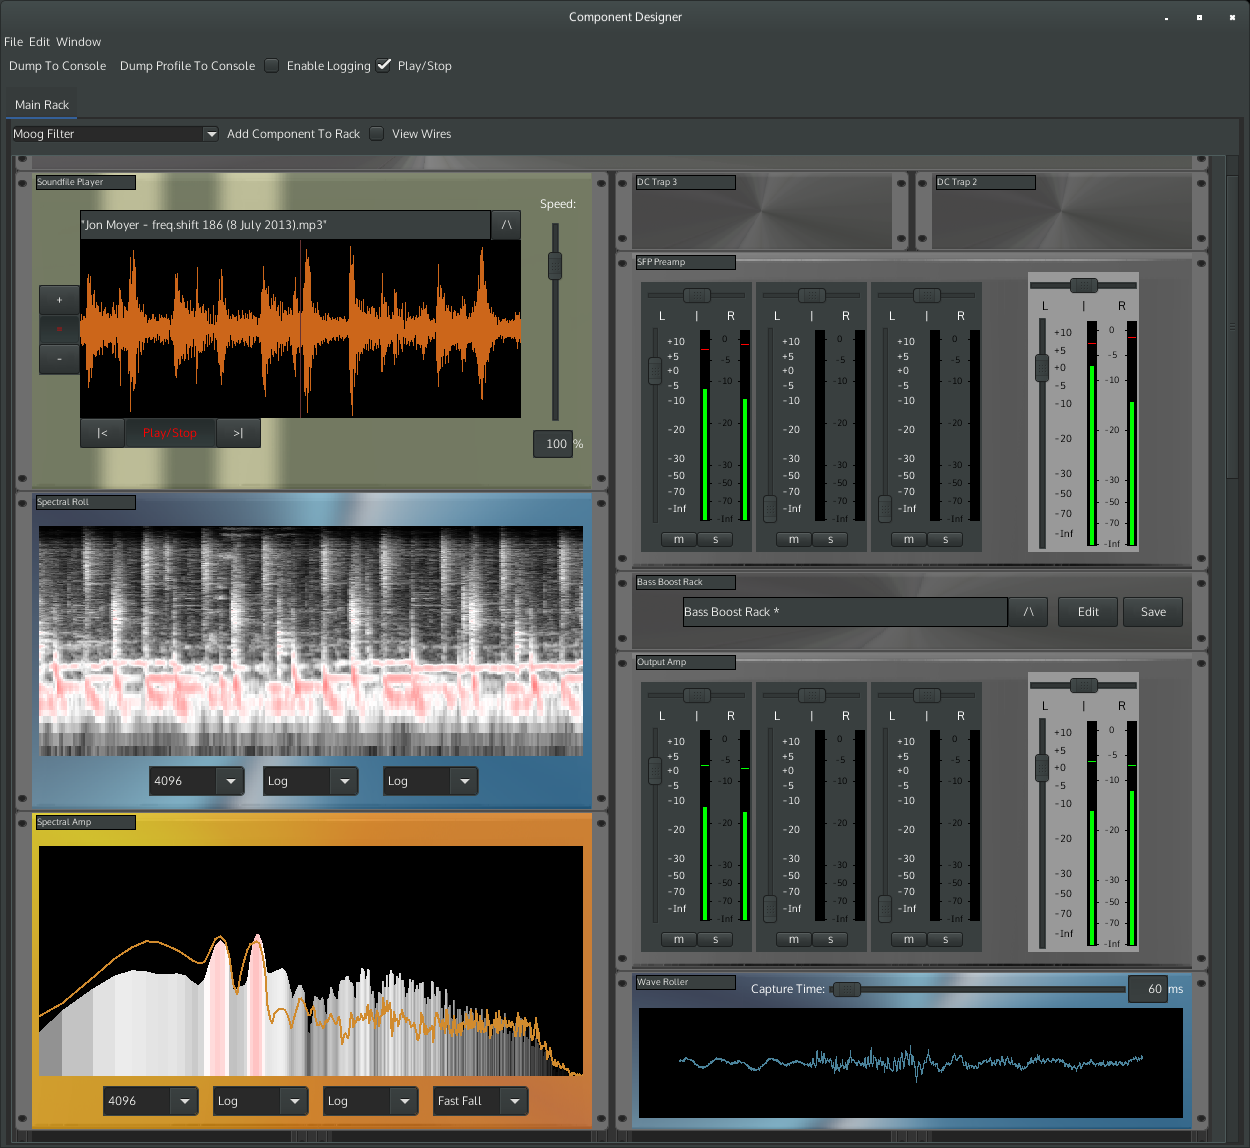 Component Designer
File Edit Window
Dump To Console Dump Profile To Console Enable Logging Play/Stop
Main Rack
Moog Filter Add Component To Rack View Wires
Soundfile Player
Speed:
"Jon Moyer - freq.shift 186 (8 July 2013).mp3" /\
+
-
|< Play/Stop >|
100 %
Spectral Roll
4096 Log Log
Spectral Amp
4096 Log Log Fast Fall
DC Trap 3 DC Trap 2
SFP Preamp
L | R L | R L | R L | R
+10 0 +10 0 +10 0 +10 0
+5 -5 +5 -5 +5 -5 +5 -5
+0 +0 +0 +0
-5 -10 -5 -10 -5 -10 -5 -10
-10 -10 -10 -10
-20 -20 -20 -20 -20 -20 -20 -20
-30 -30 -30 -30 -30 -30 -30 -30
-50 -50 -50 -50 -50 -50 -50 -50
-70 -70 -70 -70 -70 -70 -70 -70
-Inf -Inf -Inf -Inf -Inf -Inf -Inf -Inf
m s m s m s
Bass Boost Rack
Bass Boost Rack * /\ Edit Save
Output Amp
L | R L | R L | R L | R
+10 0 +10 0 +10 0 +10 0
+5 -5 +5 -5 +5 -5 +5 -5
+0 +0 +0 +0
-5 -10 -5 -10 -5 -10 -5 -10
-10 -10 -10 -10
-20 -20 -20 -20 -20 -20 -20 -20
-30 -30 -30 -30 -30 -30 -30 -30
-50 -50 -50 -50 -50 -50 -50 -50
-70 -70 -70 -70 -70 -70 -70 -70
-Inf -Inf -Inf -Inf -Inf -Inf -Inf -Inf
m s m s m s
Wave Roller
Capture Time: 60 ms